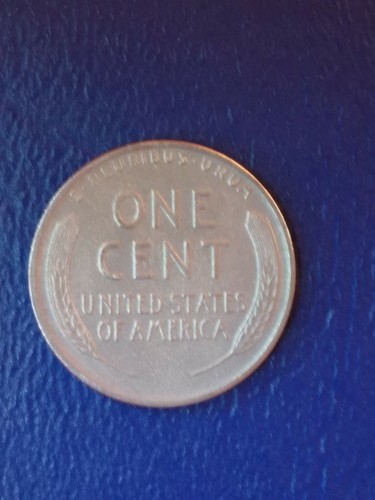 E PLURIBUS · UNUM
ONE
CENT
UNITED STATES
OF AMERICA